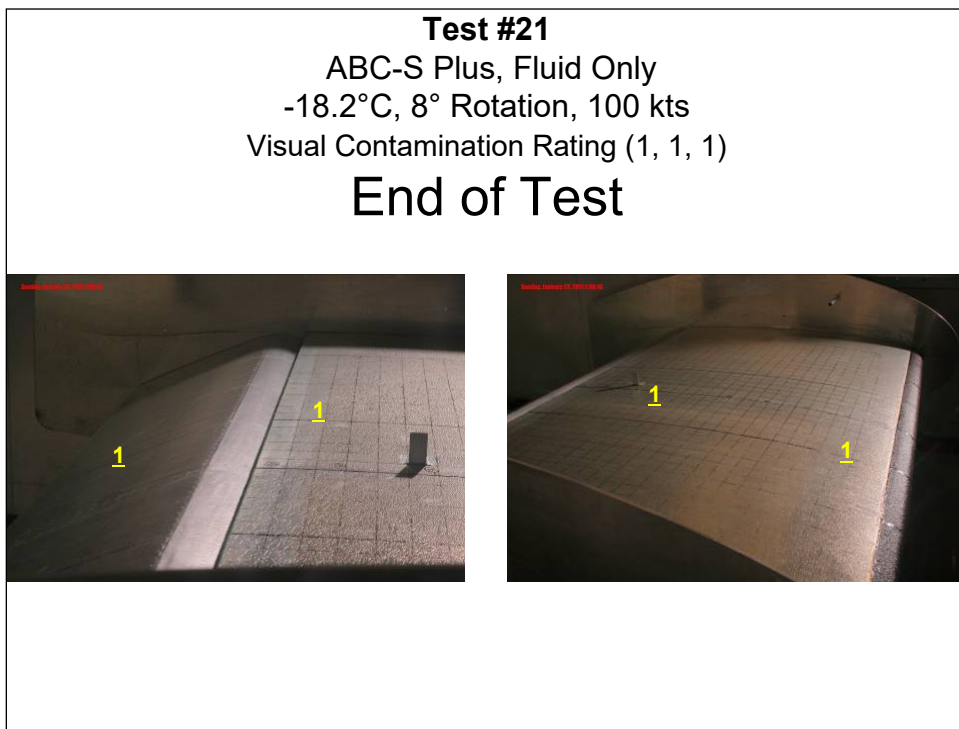 Test #21
ABC-S Plus, Fluid Only
-18.2°C, 8° Rotation, 100 kts
Visual Contamination Rating (1, 1, 1)
End of Test
1
1
1
1